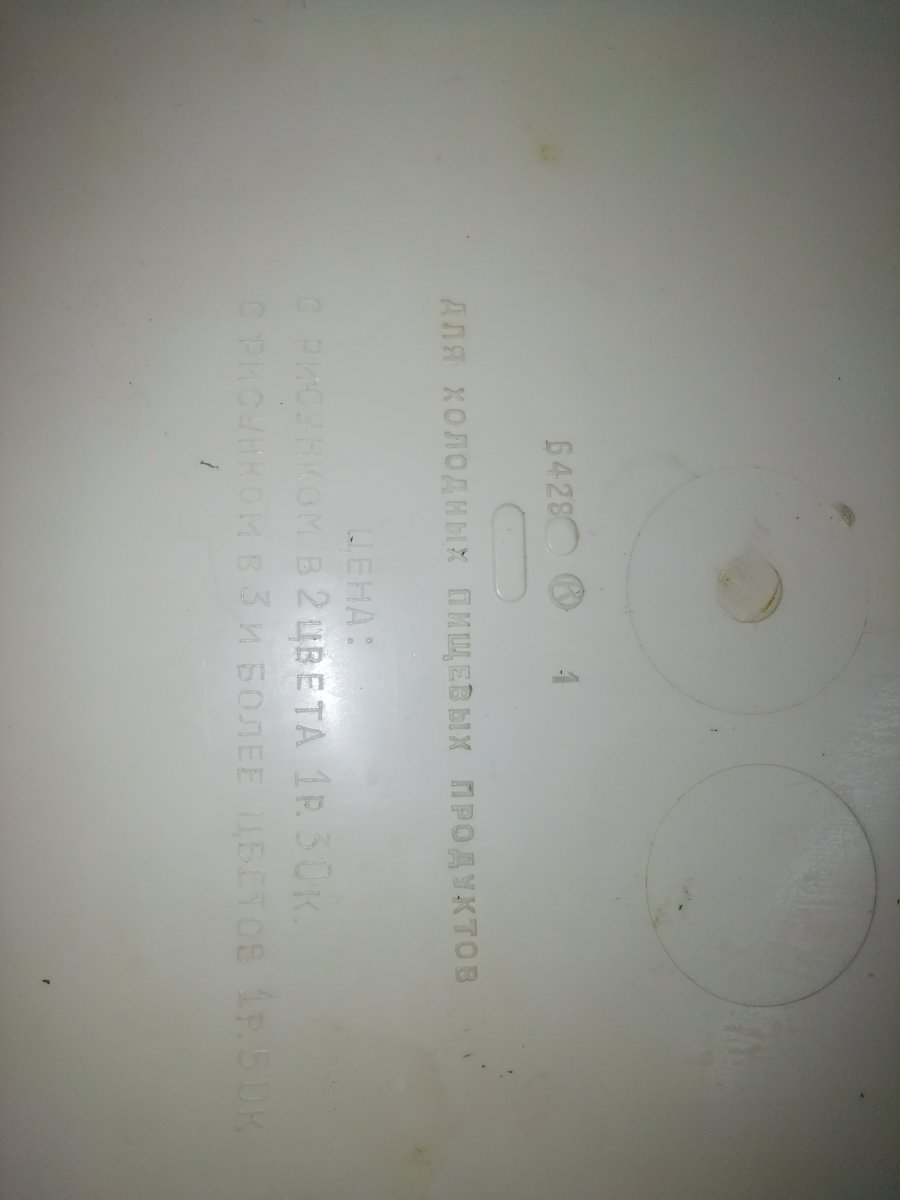 6428 1
ДЛЯ ХОЛОДНЫХ ПИЩЕВЫХ ПРОДУКТОВ
ЦЕНА:
С РИСУНКОМ В 2 ЦВЕТА 1р.30к.
С РИСУНКОМ В 3 И БОЛЕЕ ЦВЕТОВ 1р.50к